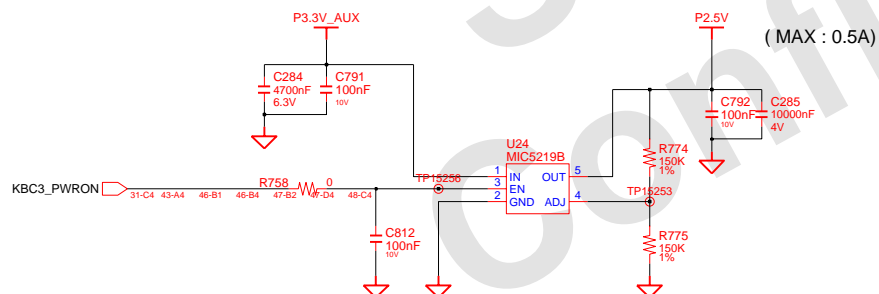 P3.3V_AUX
P2.5V
( MAX : 0.5A)
C284
4700nF
6.3V
C791
100nF
10V
C792
100nF
10V
C285
10000nF
4V
U24
MIC5219B
1 IN OUT 5
3 EN
2 GND ADJ 4
R774
150K
1%
TP15256
TP15253
KBC3_PWRON
R758 0
31-C4 43-A4 46-B1 46-B4 47-B2 47-D4 48-C4
C812
100nF
10V
R775
150K
1%
Confi